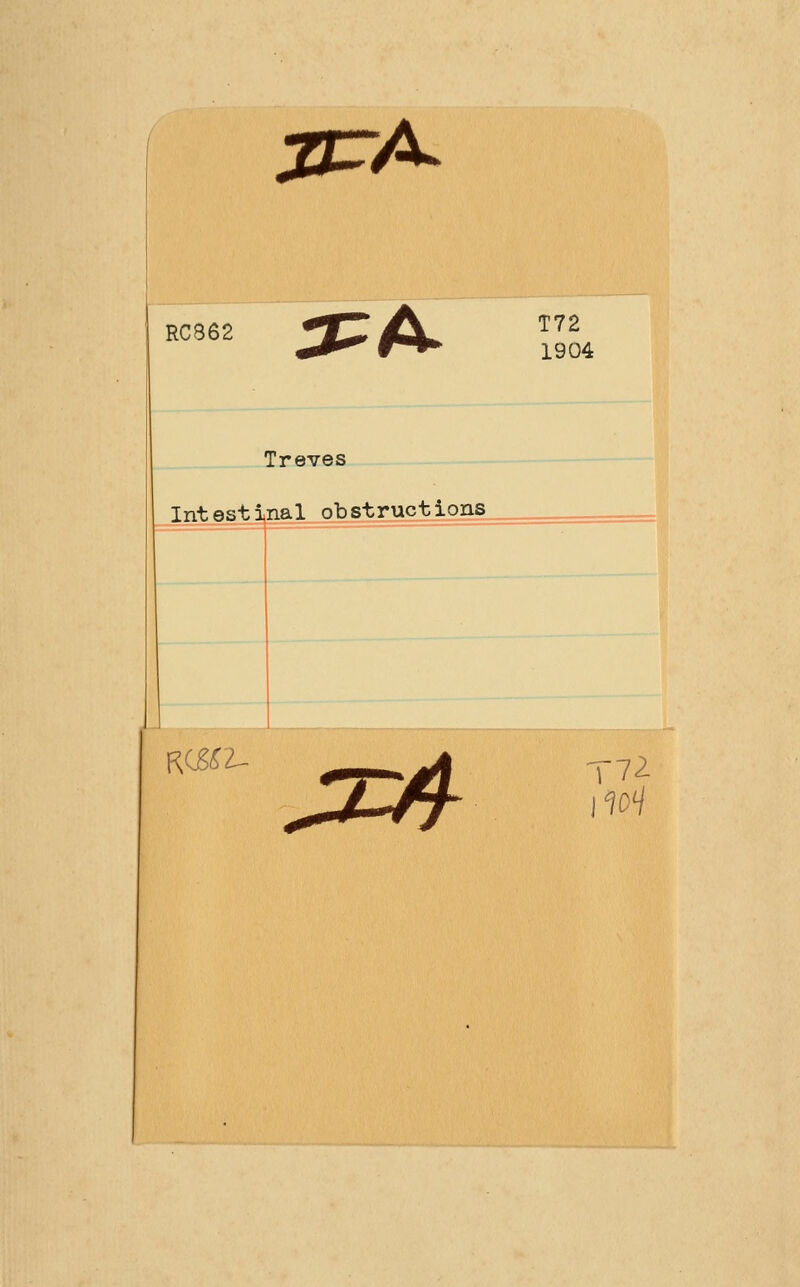 IA
RC862 IA T72
1904
Treves
Intestinal obstructions
RC862 IA T72
1904